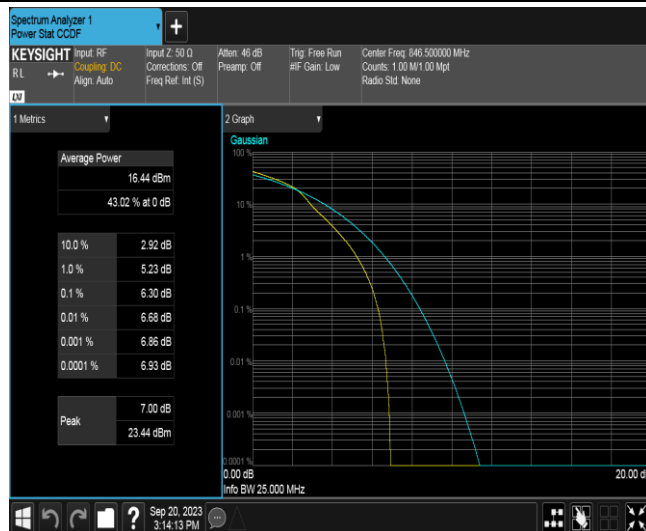 Spectrum Analyzer 1
Power Stat CCDF
+
KEYSIGHT
RL
Input: RF
Coupling: DC
Align: Auto
Input Z: 50 Ω
Corrections: Off
Freq Ref: Int (S)
Atten: 46 dB
Preamp: Off
Trig: Free Run
#IF Gain: Low
Center Freq: 846.500000 MHz
Counts: 1.00 M/1.00 Mpt
Radio Std: None
1 Metrics
Average Power
16.44 dBm
43.02 % at 0 dB
10.0 % 2.92 dB
1.0 % 5.23 dB
0.1 % 6.30 dB
0.01 % 6.68 dB
0.001 % 6.86 dB
0.0001 % 6.93 dB
Peak
7.00 dB
23.44 dBm
2 Graph
Gaussian
100 %
10 %
1 %
0.1 %
0.01 %
0.001 %
0.0001 %
0.00 dB
20.00 d
Info BW 25.000 MHz
?
Sep 20, 2023
3:14:13 PM